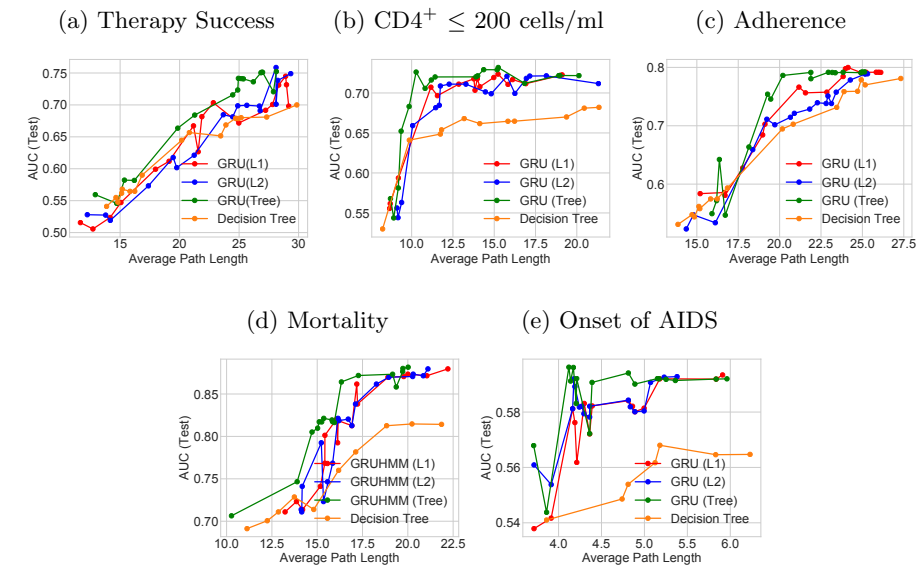 (a) Therapy Success
(b) CD4+ ≤ 200 cells/ml
(c) Adherence
AUC (Test)
0.75
0.70
0.65
0.60
0.55
0.50
GRU(L1)
GRU(L2)
GRU(Tree)
Decision Tree
15 20 25 30
Average Path Length
AUC (Test)
0.70
0.65
0.60
0.55
GRU (L1)
GRU (L2)
GRU (Tree)
Decision Tree
10.0 12.5 15.0 17.5 20.0
Average Path Length
AUC (Test)
0.8
0.7
0.6
GRU (L1)
GRU (L2)
GRU (Tree)
Decision Tree
15.0 17.5 20.0 22.5 25.0 27.5
Average Path Length
(d) Mortality
(e) Onset of AIDS
AUC (Test)
0.85
0.80
0.75
0.70
GRUHMM (L1)
GRUHMM (L2)
GRUHMM (Tree)
Decision Tree
10.0 12.5 15.0 17.5 20.0 22.5
Average Path Length
AUC (Test)
0.58
0.56
0.54
GRU (L1)
GRU (L2)
GRU (Tree)
Decision Tree
4.0 4.5 5.0 5.5 6.0
Average Path Length